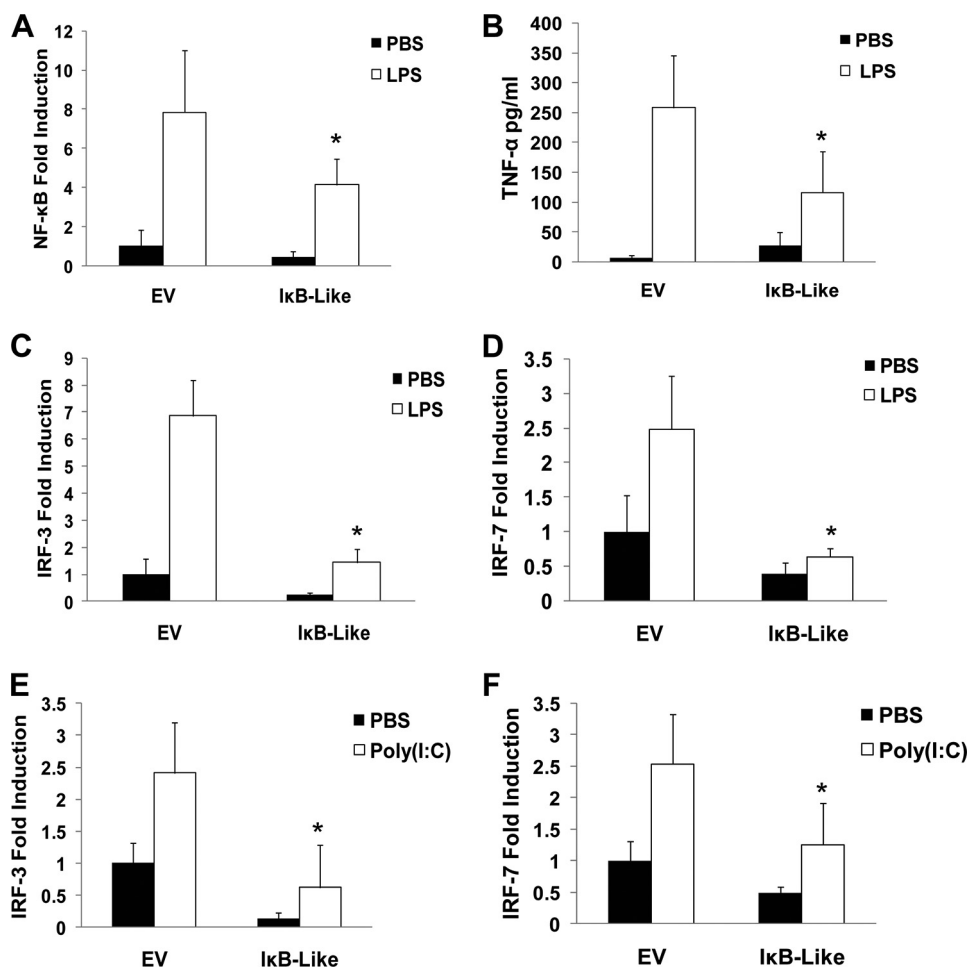 A
NF-κB Fold Induction
12
10
8
6
4
2
0
PBS
LPS
*
EV
IκB-Like
B
TNF-α pg/ml
400
350
300
250
200
150
100
50
0
PBS
LPS
*
EV
IκB-Like
C
IRF-3 Fold Induction
9
8
7
6
5
4
3
2
1
0
PBS
LPS
*
EV
IκB-Like
D
IRF-7 Fold Induction
3.5
3
2.5
2
1.5
1
0.5
0
PBS
LPS
*
EV
IκB-Like
E
IRF-3 Fold Induction
3.5
3
2.5
2
1.5
1
0.5
0
PBS
Poly(I:C)
*
EV
IκB-Like
F
IRF-7 Fold Induction
3.5
3
2.5
2
1.5
1
0.5
0
PBS
Poly(I:C)
*
EV
IκB-Like